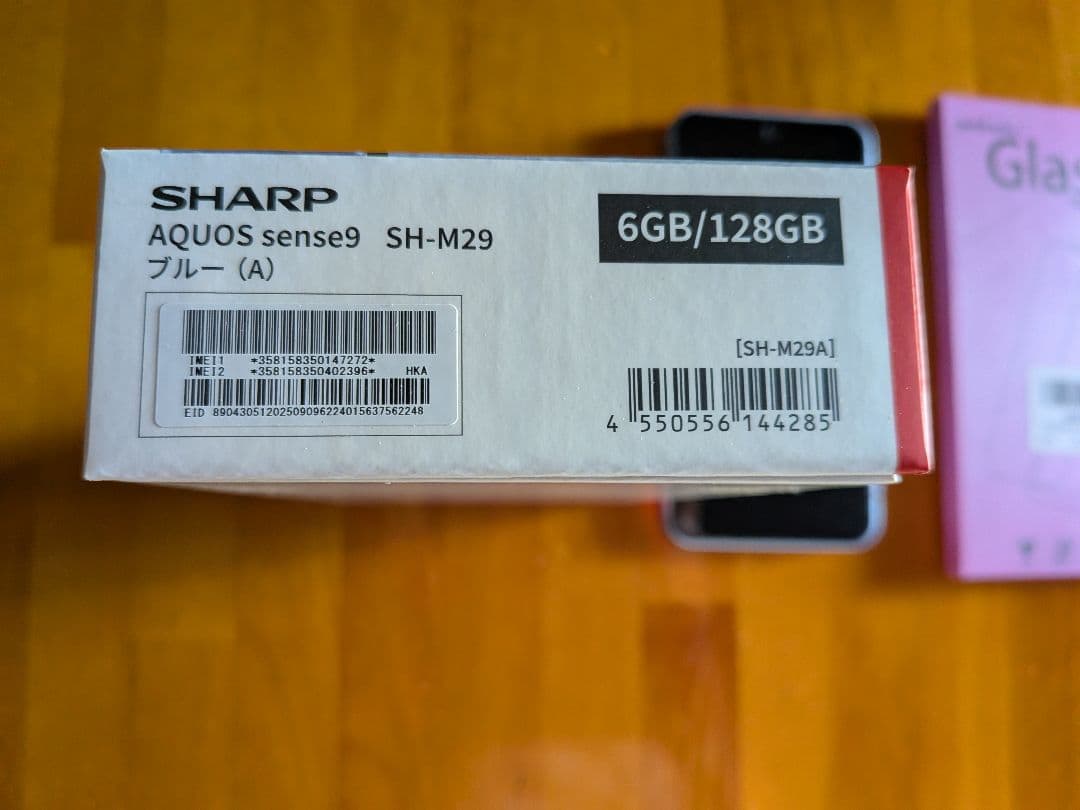 SHARP
AQUOS sense9 SH-M29
ブルー（A）
6GB/128GB
IMEI1 *358158350147272*
IMEI2 *358158350402396* HKA
EID 89043051202509096224015637562248
[SH-M29A]
4 550556 144285